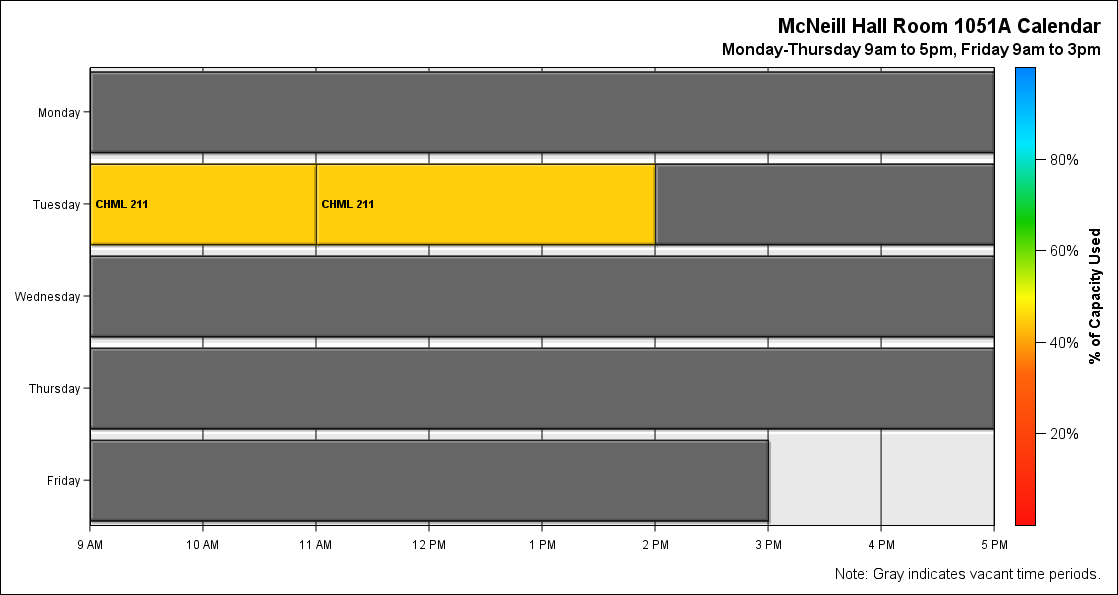 McNeill Hall Room 1051A Calendar
Monday-Thursday 9am to 5pm, Friday 9am to 3pm
Monday
Tuesday
CHML 211
CHML 211
Wednesday
Thursday
Friday
9 AM
10 AM
11 AM
12 PM
1 PM
2 PM
3 PM
4 PM
5 PM
80%
60%
40%
20%
% of Capacity Used
Note: Gray indicates vacant time periods.